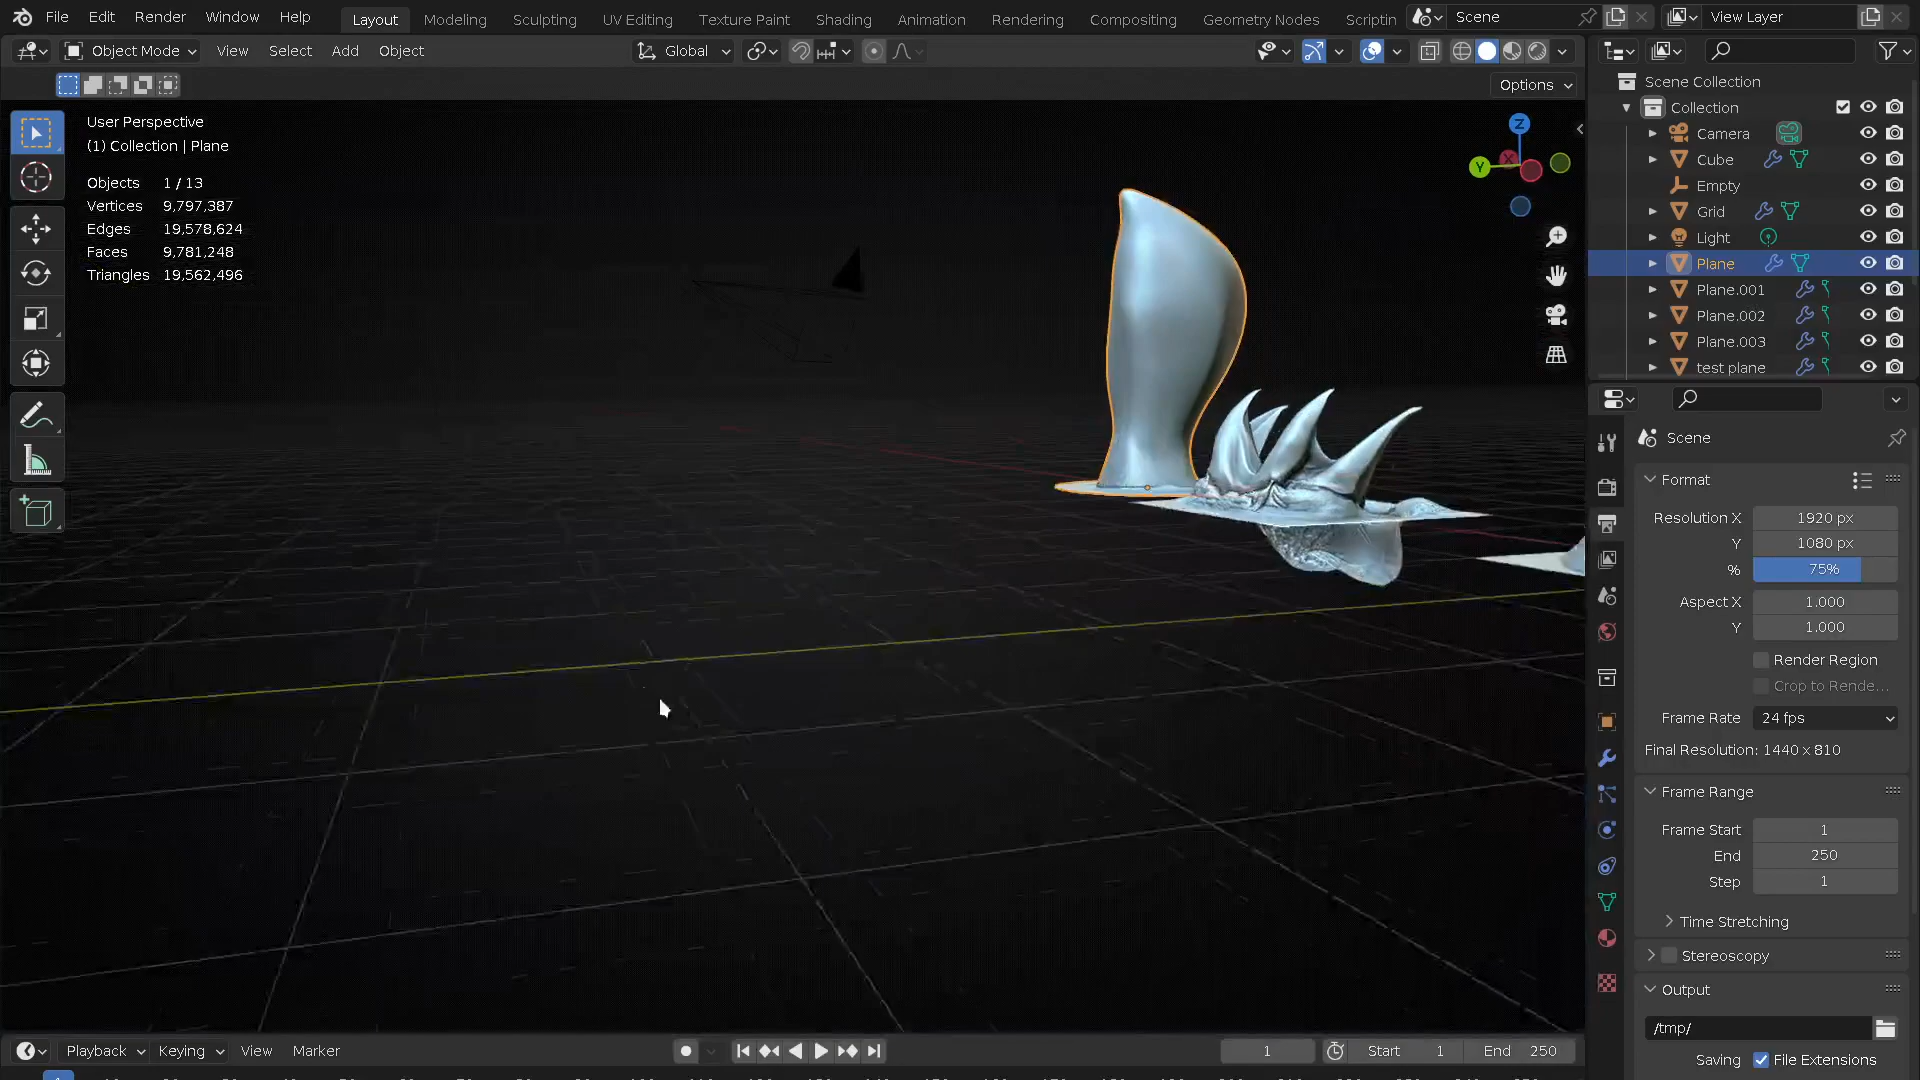 File Edit Render Window Help Layout Modeling Sculpting UV Editing Texture Paint Shading Animation Rendering Compositing Geometry Nodes Scriptin Scene View Layer
Object Mode View Select Add Object Global
Options
User Perspective
(1) Collection | Plane
Objects 1 / 13
Vertices 9,797,387
Edges 19,578,624
Faces 9,781,248
Triangles 19,562,496
Z
Y
X
Scene Collection
Collection
Camera
Cube
Empty
Grid
Light
Plane
Plane.001
Plane.002
Plane.003
test plane
Scene
Format
Resolution X 1920 px
Y 1080 px
% 75%
Aspect X 1.000
Y 1.000
Render Region
Crop to Rende...
Frame Rate 24 fps
Final Resolution: 1440 x 810
Frame Range
Frame Start 1
End 250
Step 1
Time Stretching
Stereoscopy
Output
/tmp/
Saving File Extensions
Playback Keying View Marker 1 Start 1 End 250